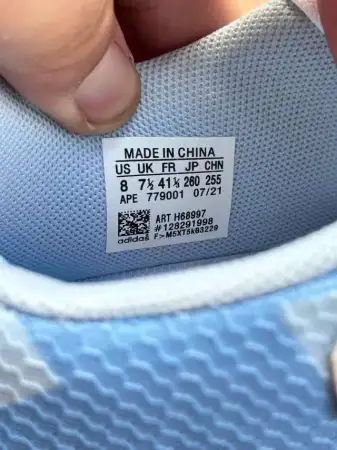 MADE IN CHINA
US UK FR JP CHN
8 7½ 41⅓ 260 255
APE 779001 07/21
ART H68997
#128291998
adidas F>M5XT5k63229